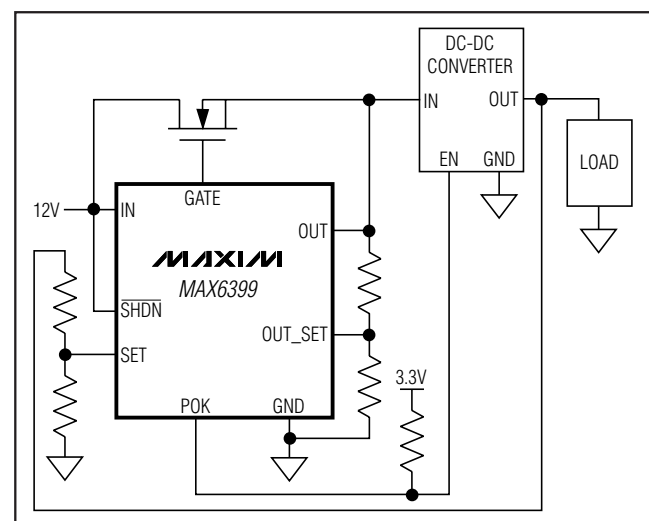 DC-DC
CONVERTER
IN
OUT
EN
GND
LOAD
12V
IN
GATE
OUT
MAXIM
MAX6399
SHDN
OUT_SET
SET
3.3V
POK
GND